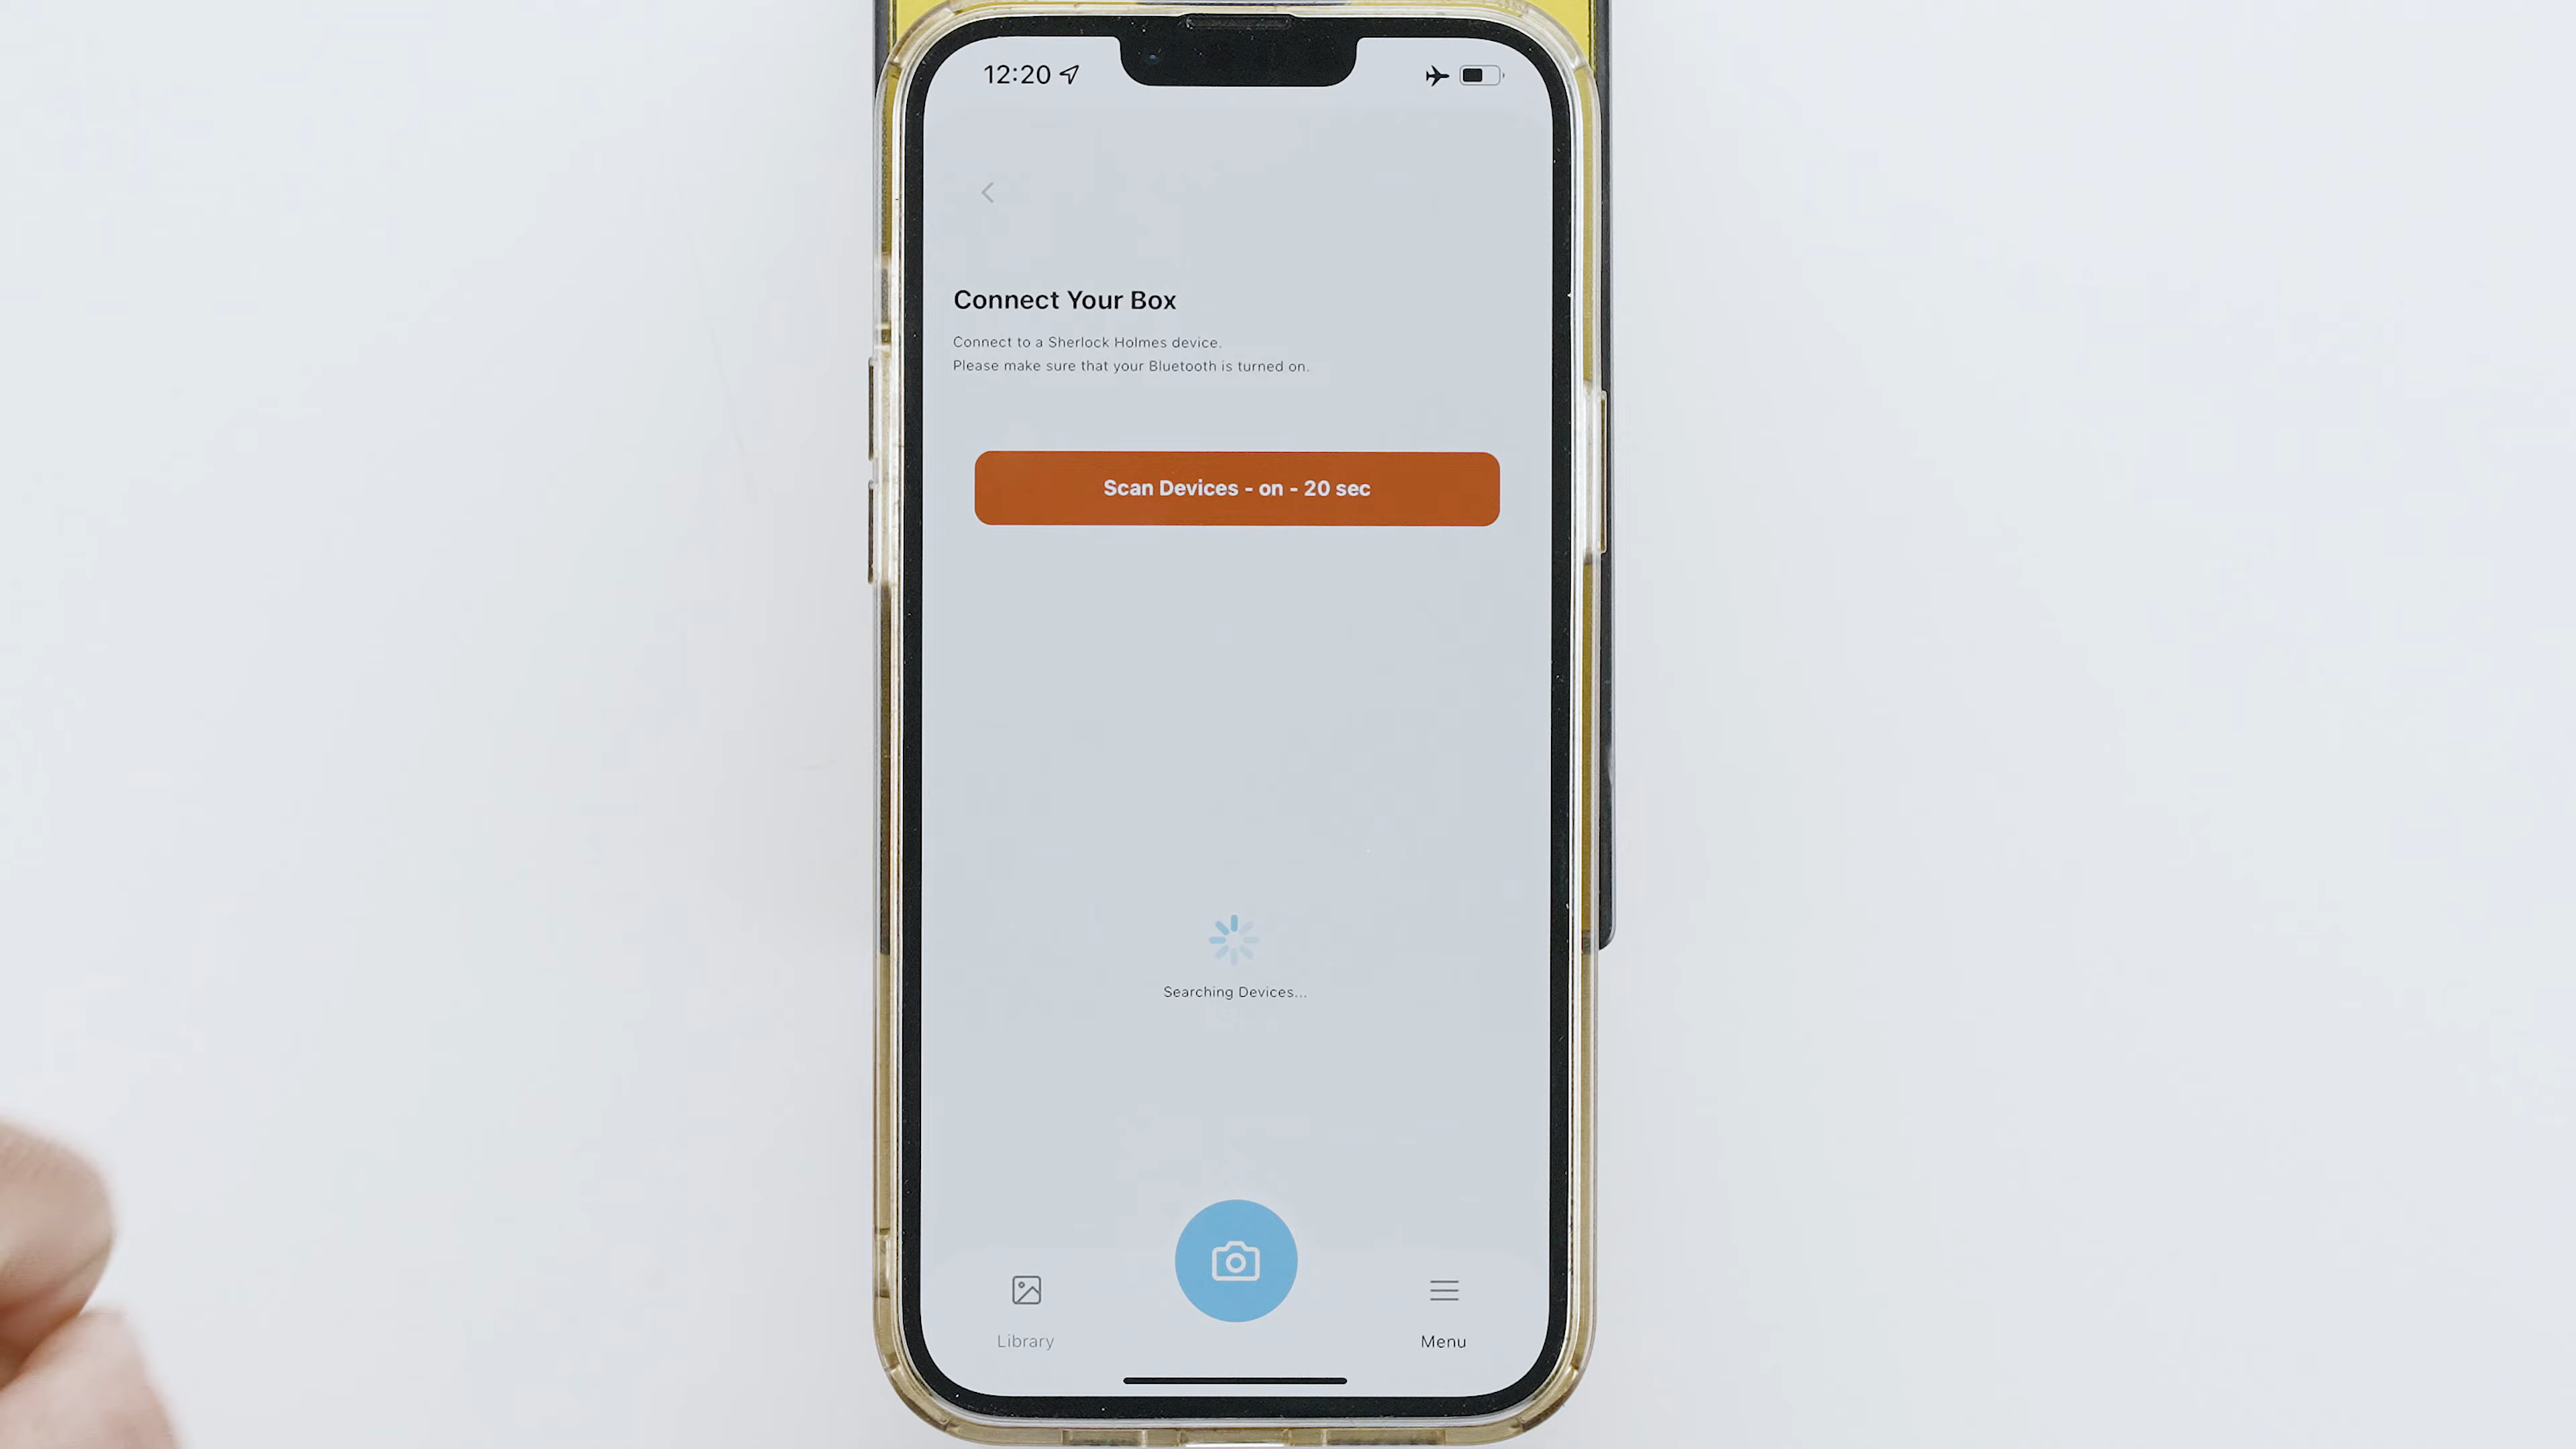 12:20
Connect Your Box
Connect to a Sherlock Holmes device.
Please make sure that your Bluetooth is turned on.
Scan Devices - on - 20 sec
Searching Devices...
Library
Menu